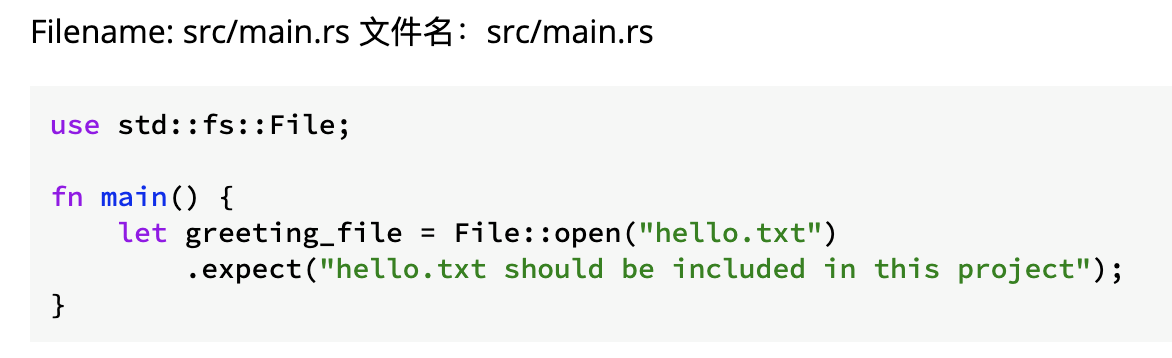 Filename: src/main.rs 文件名：src/main.rs
use std::fs::File;
fn main() {
    let greeting_file = File::open("hello.txt")
        .expect("hello.txt should be included in this project");
}